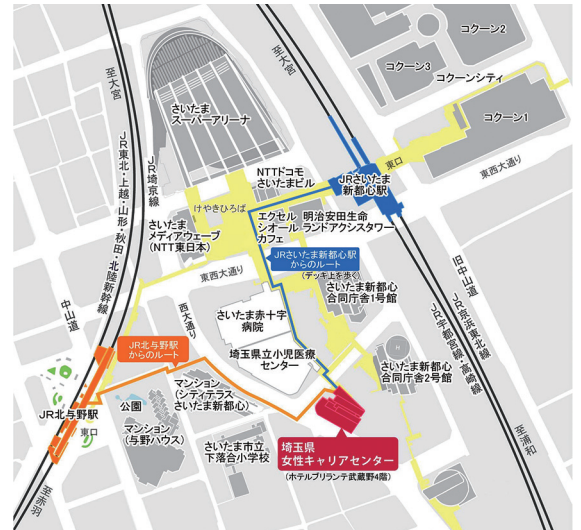 コクーン2
コクーン3
コクーンシティ
コクーン1
至大宮
至大宮
さいたま
スーパーアリーナ
JR東北・上越・山形・秋田・北陸新幹線
JR埼京線
NTTドコモ
さいたまビル
東口
JRさいたま
新都心駅
東西大通り
けやきひろば
さいたま
メディアウェーブ
(NTT東日本)
エクセル
シオール
カフェ
明治安田生命
ランドアクシスタワー
JRさいたま新都心駅
からのルート
(デッキ上を歩く)
東西大通り
さいたま新都心
合同庁舎1号館
旧中山道
中山道
西大通り
さいたま赤十字
病院
JR京浜東北線
JR宇都宮線・高崎線
JR北与野駅
からのルート
埼玉県立小児医療
センター
さいたま新都心
合同庁舎2号館
JR北与野駅
東口
公園
マンション
(シティテラス
さいたま新都心)
マンション
(与野ハウス)
さいたま市立
下落合小学校
埼玉県
女性キャリアセンター
(ホテルブリランテ武蔵野4階)
至浦和
至赤羽